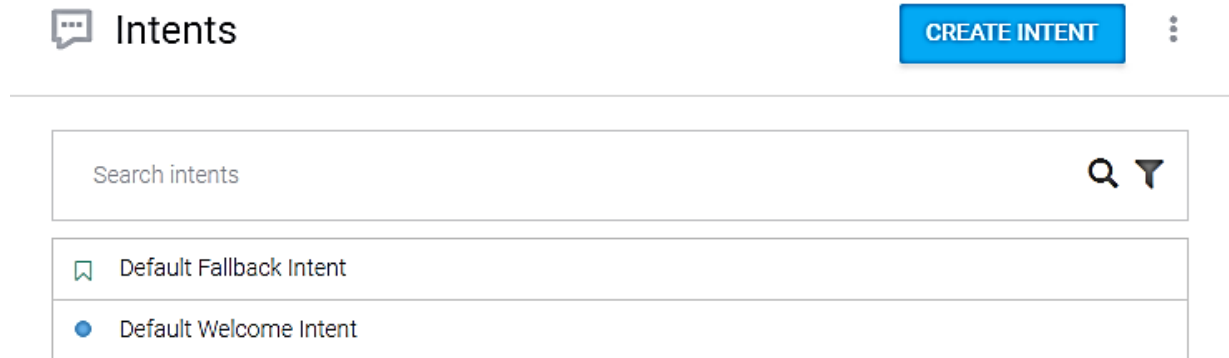 Intents
CREATE INTENT
Search intents
Default Fallback Intent
Default Welcome Intent